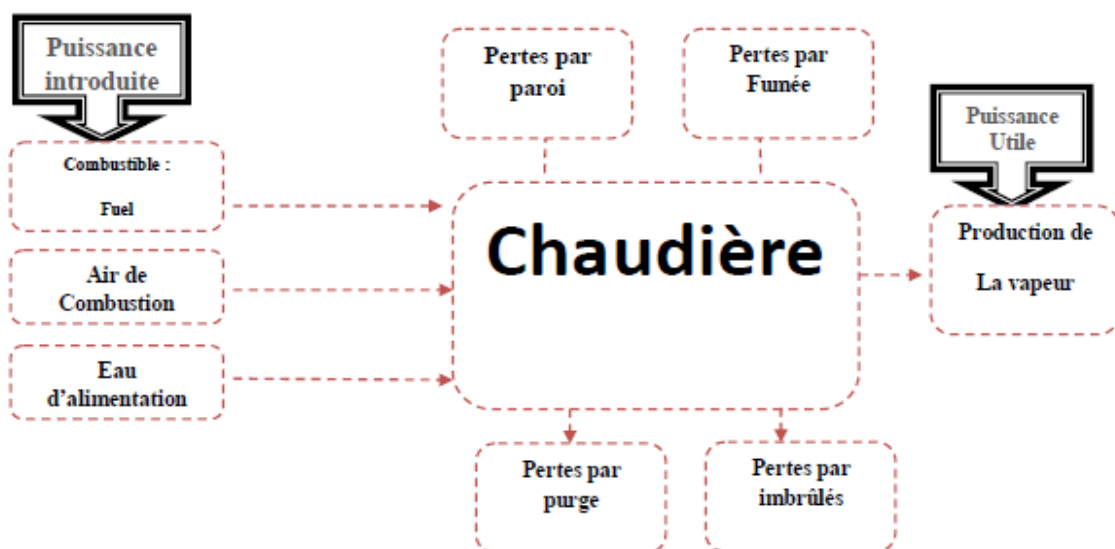 Puissance
introduite
Combustible :
Fuel
Air de
Combustion
Eau
d'alimentation
Pertes par
paroi
Pertes par
Fumée
Chaudière
Pertes par
purge
Pertes par
imbrûlés
Puissance
Utile
Production de
La vapeur